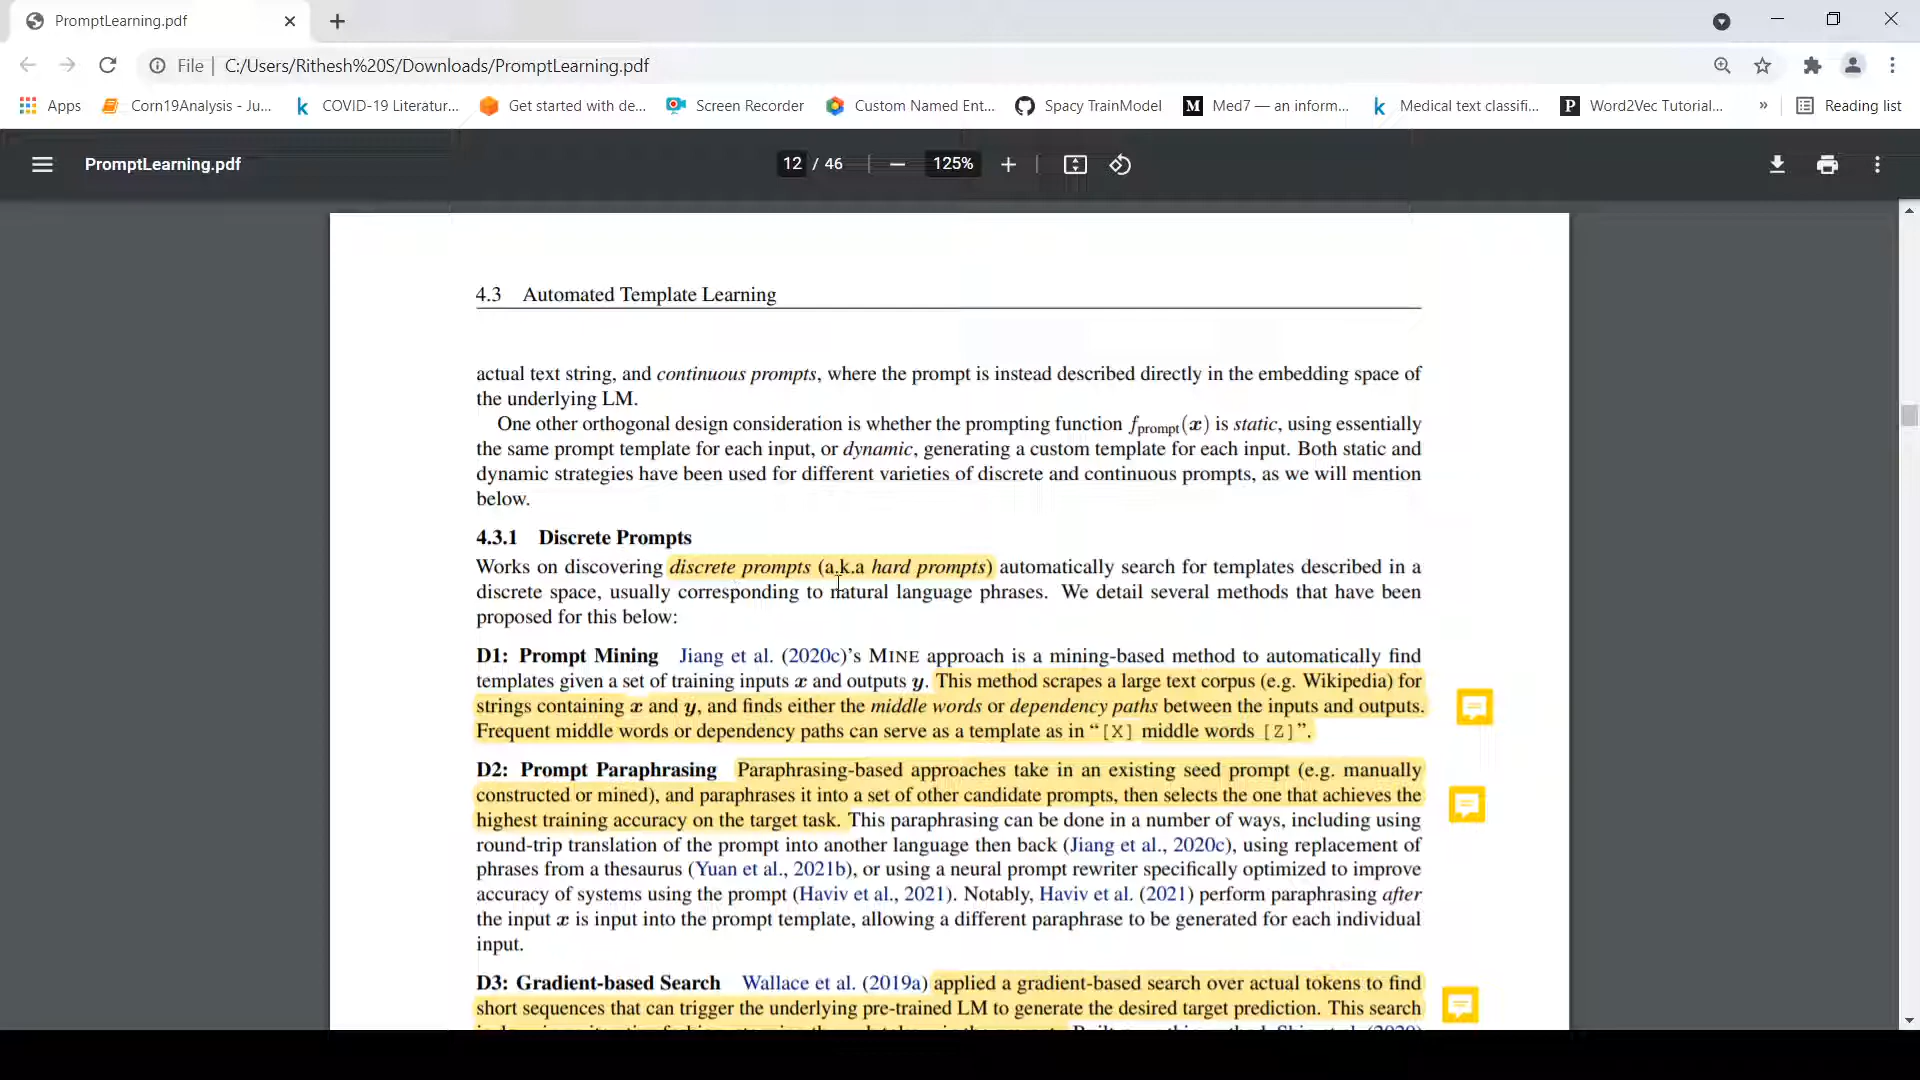 PromptLearning.pdf
File | C:/Users/Rithesh%20S/Downloads/PromptLearning.pdf
Apps Corn19Analysis - Ju... COVID-19 Literatur... Get started with de... Screen Recorder Custom Named Ent... Spacy TrainModel Med7 — an inform... Medical text classifi... Word2Vec Tutorial... » Reading list
PromptLearning.pdf 12 / 46 125%
4.3 Automated Template Learning
actual text string, and continuous prompts, where the prompt is instead described directly in the embedding space of
the underlying LM.
One other orthogonal design consideration is whether the prompting function f_prompt(x) is static, using essentially
the same prompt template for each input, or dynamic, generating a custom template for each input. Both static and
dynamic strategies have been used for different varieties of discrete and continuous prompts, as we will mention
below.
4.3.1 Discrete Prompts
Works on discovering discrete prompts (a.k.a hard prompts) automatically search for templates described in a
discrete space, usually corresponding to natural language phrases. We detail several methods that have been
proposed for this below:
D1: Prompt Mining Jiang et al. (2020c)’s MINE approach is a mining-based method to automatically find
templates given a set of training inputs x and outputs y. This method scrapes a large text corpus (e.g. Wikipedia) for
strings containing x and y, and finds either the middle words or dependency paths between the inputs and outputs.
Frequent middle words or dependency paths can serve as a template as in “[X] middle words [Z]”.
D2: Prompt Paraphrasing Paraphrasing-based approaches take in an existing seed prompt (e.g. manually
constructed or mined), and paraphrases it into a set of other candidate prompts, then selects the one that achieves the
highest training accuracy on the target task. This paraphrasing can be done in a number of ways, including using
round-trip translation of the prompt into another language then back (Jiang et al., 2020c), using replacement of
phrases from a thesaurus (Yuan et al., 2021b), or using a neural prompt rewriter specifically optimized to improve
accuracy of systems using the prompt (Haviv et al., 2021). Notably, Haviv et al. (2021) perform paraphrasing after
the input x is input into the prompt template, allowing a different paraphrase to be generated for each individual
input.
D3: Gradient-based Search Wallace et al. (2019a) applied a gradient-based search over actual tokens to find
short sequences that can trigger the underlying pre-trained LM to generate the desired target prediction. This search